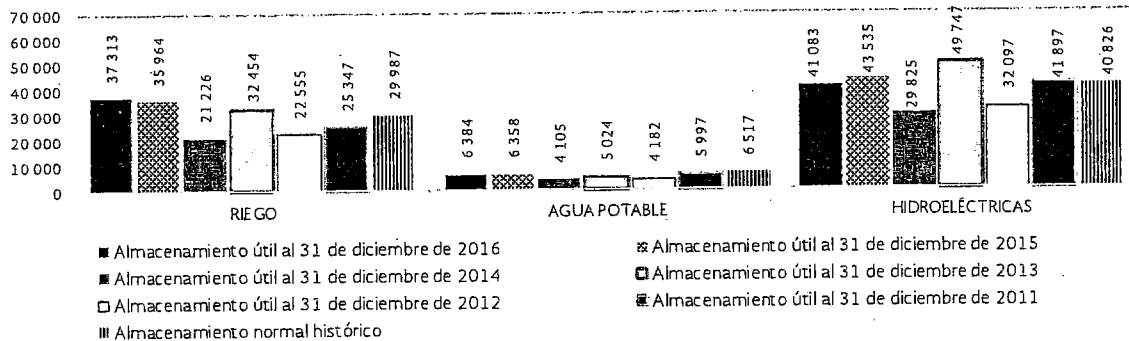 70 000
60 000
50 000
40 000
30 000
20 000
10 000
0
37 313
35 964
21 226
32 454
22 555
25 347
29 987
6 384
6 358
4 105
5 024
4 182
5 997
6 517
41 083
43 535
29 825
49 747
32 097
41 897
40 826
RIEGO
AGUA POTABLE
HIDROELÉCTRICAS
Almacenamiento útil al 31 de diciembre de 2016
Almacenamiento útil al 31 de diciembre de 2015
Almacenamiento útil al 31 de diciembre de 2014
Almacenamiento útil al 31 de diciembre de 2013
Almacenamiento útil al 31 de diciembre de 2012
Almacenamiento útil al 31 de diciembre de 2011
Almacenamiento normal histórico